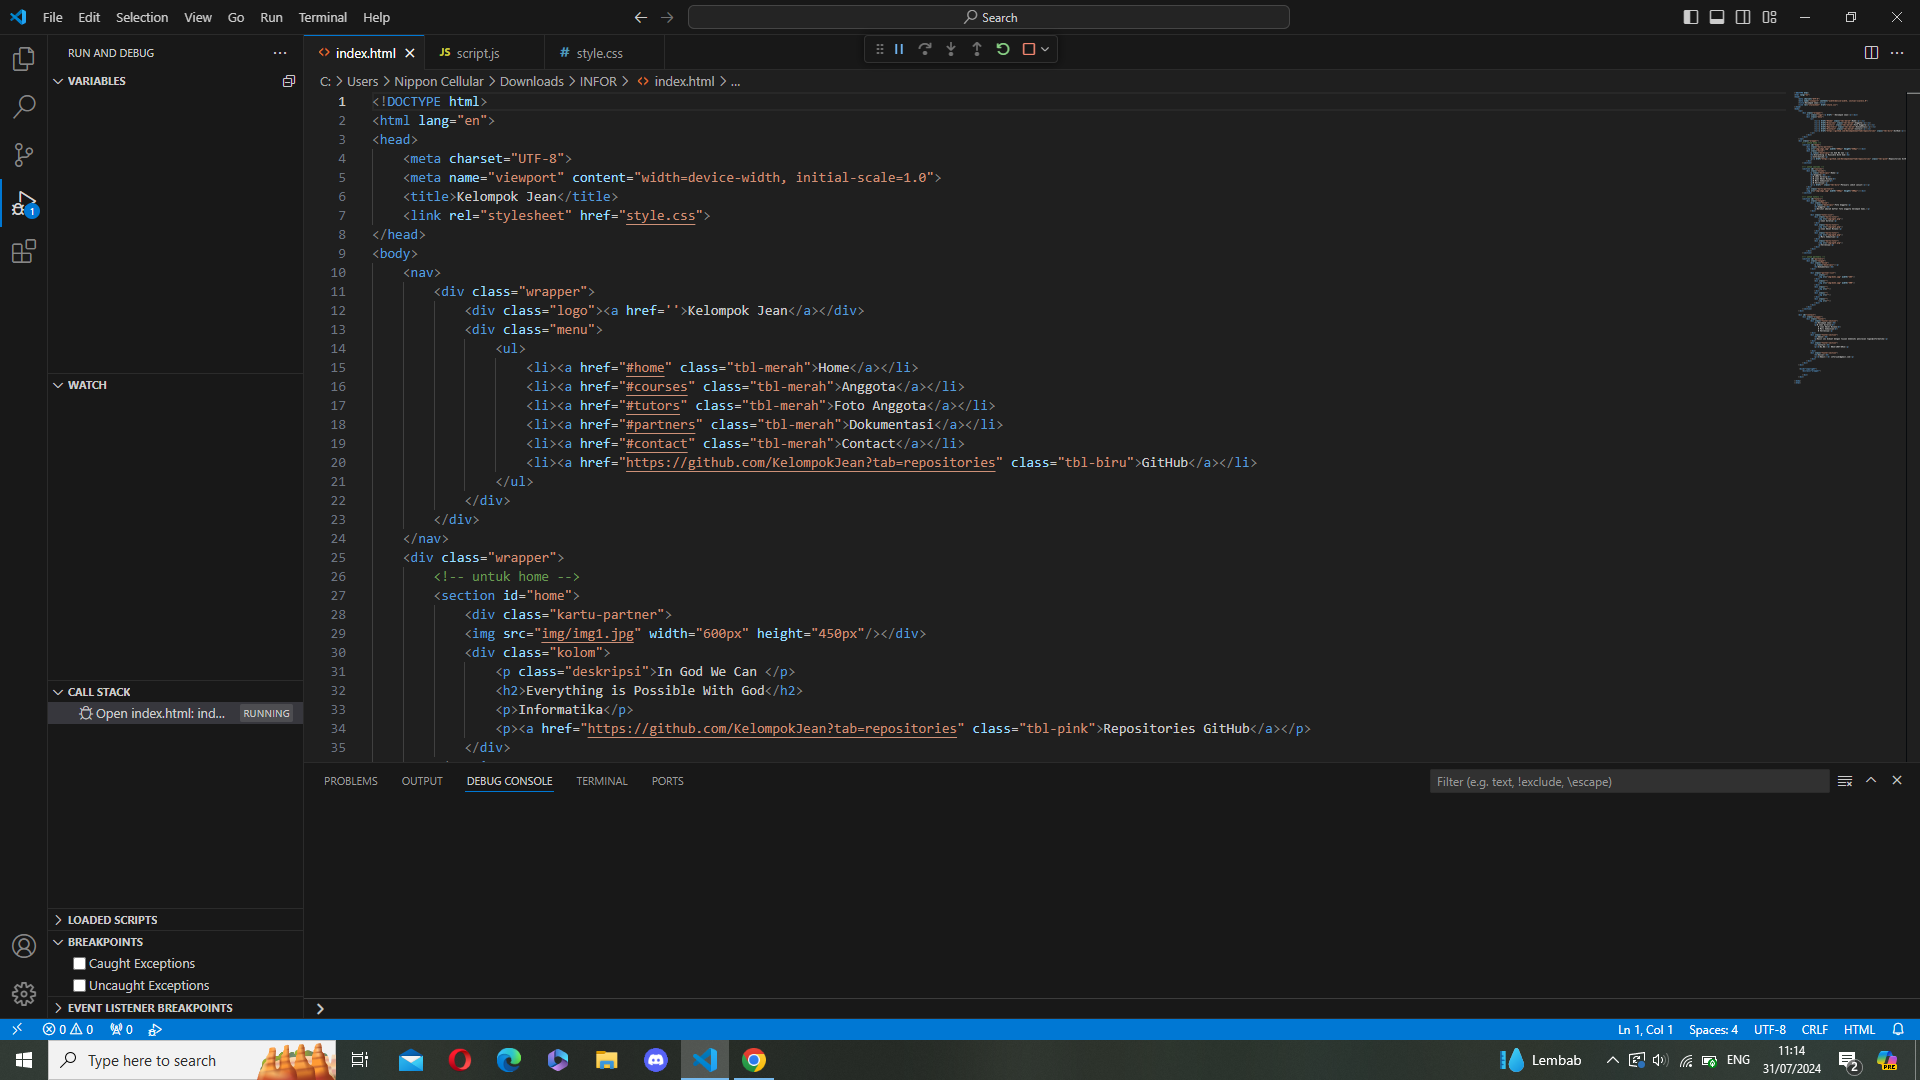 File Edit Selection View Go Run Terminal Help
Search
RUN AND DEBUG
index.html
JS script.js
# style.css
VARIABLES
C: > Users > Nippon Cellular > Downloads > INFOR > <> index.html > ...
1 <!DOCTYPE html>
2 <html lang="en">
3 <head>
4 <meta charset="UTF-8">
5 <meta name="viewport" content="width=device-width, initial-scale=1.0">
6 <title>Kelompok Jean</title>
7 <link rel="stylesheet" href="style.css">
8 </head>
9 <body>
10 <nav>
11 <div class="wrapper">
12 <div class="logo"><a href=''>Kelompok Jean</a></div>
13 <div class="menu">
14 <ul>
15 <li><a href="#home" class="tbl-merah">Home</a></li>
16 <li><a href="#courses" class="tbl-merah">Anggota</a></li>
17 <li><a href="#tutors" class="tbl-merah">Foto Anggota</a></li>
18 <li><a href="#partners" class="tbl-merah">Dokumentasi</a></li>
19 <li><a href="#contact" class="tbl-merah">Contact</a></li>
20 <li><a href="https://github.com/KelompokJean?tab=repositories" class="tbl-biru">GitHub</a></li>
21 </ul>
22 </div>
23 </div>
24 </nav>
25 <div class="wrapper">
26 <!-- untuk home -->
27 <section id="home">
28 <div class="kartu-partner">
29 <img src="img/img1.jpg" width="600px" height="450px"/></div>
30 <div class="kolom">
31 <p class="deskripsi">In God We Can </p>
32 <h2>Everything is Possible With God</h2>
33 <p>Informatika</p>
34 <p><a href="https://github.com/KelompokJean?tab=repositories" class="tbl-pink">Repositories GitHub</a></p>
35 </div>
WATCH
CALL STACK
Open index.html: ind... RUNNING
LOADED SCRIPTS
BREAKPOINTS
Caught Exceptions
Uncaught Exceptions
EVENT LISTENER BREAKPOINTS
PROBLEMS OUTPUT DEBUG CONSOLE TERMINAL PORTS
Filter (e.g. text, !exclude, \escape)
1
0 0 0
Ln 1, Col 1 Spaces: 4 UTF-8 CRLF HTML
Type here to search
Lembab
ENG
11:14
31/07/2024
2
PRE